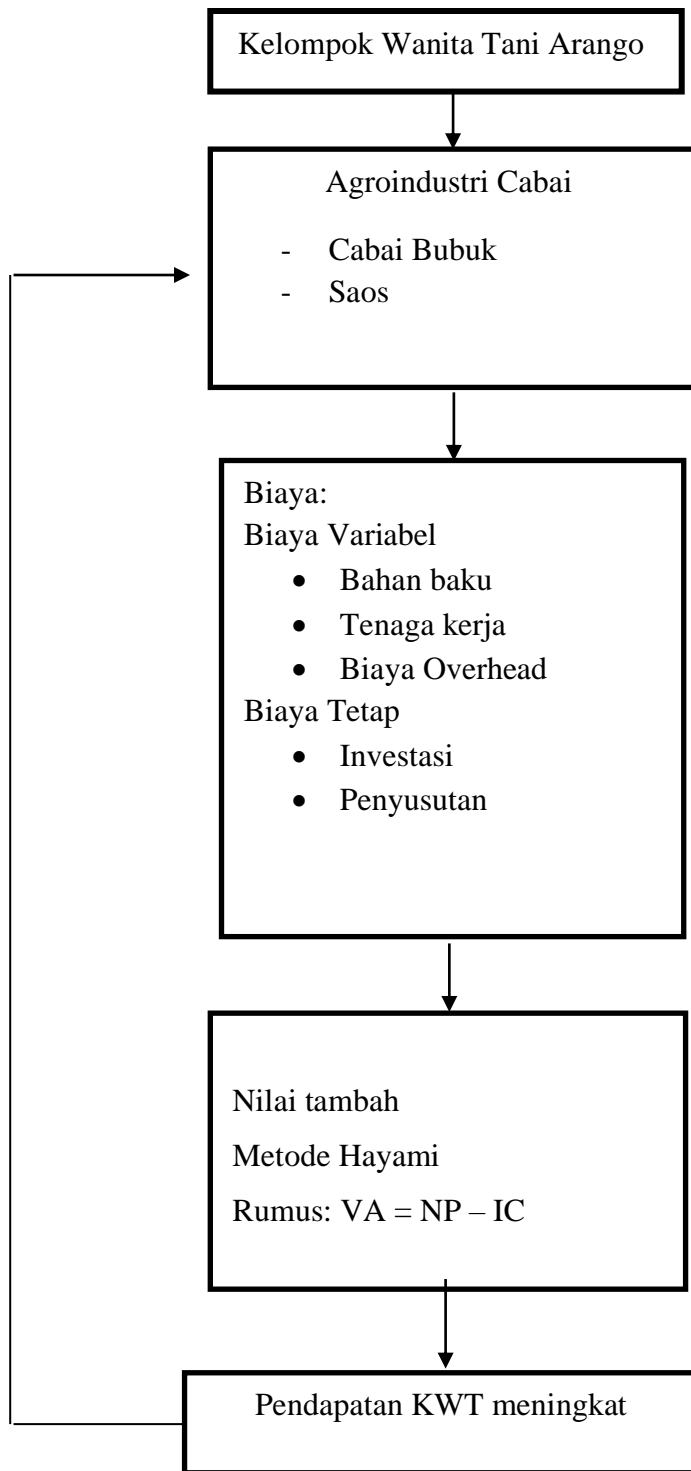 Kelompok Wanita Tani Arango
Agroindustri Cabai
- Cabai Bubuk
- Saos
Biaya:
Biaya Variabel
• Bahan baku
• Tenaga kerja
• Biaya Overhead
Biaya Tetap
• Investasi
• Penyusutan
Nilai tambah
Metode Hayami
Rumus: VA = NP – IC
Pendapatan KWT meningkat